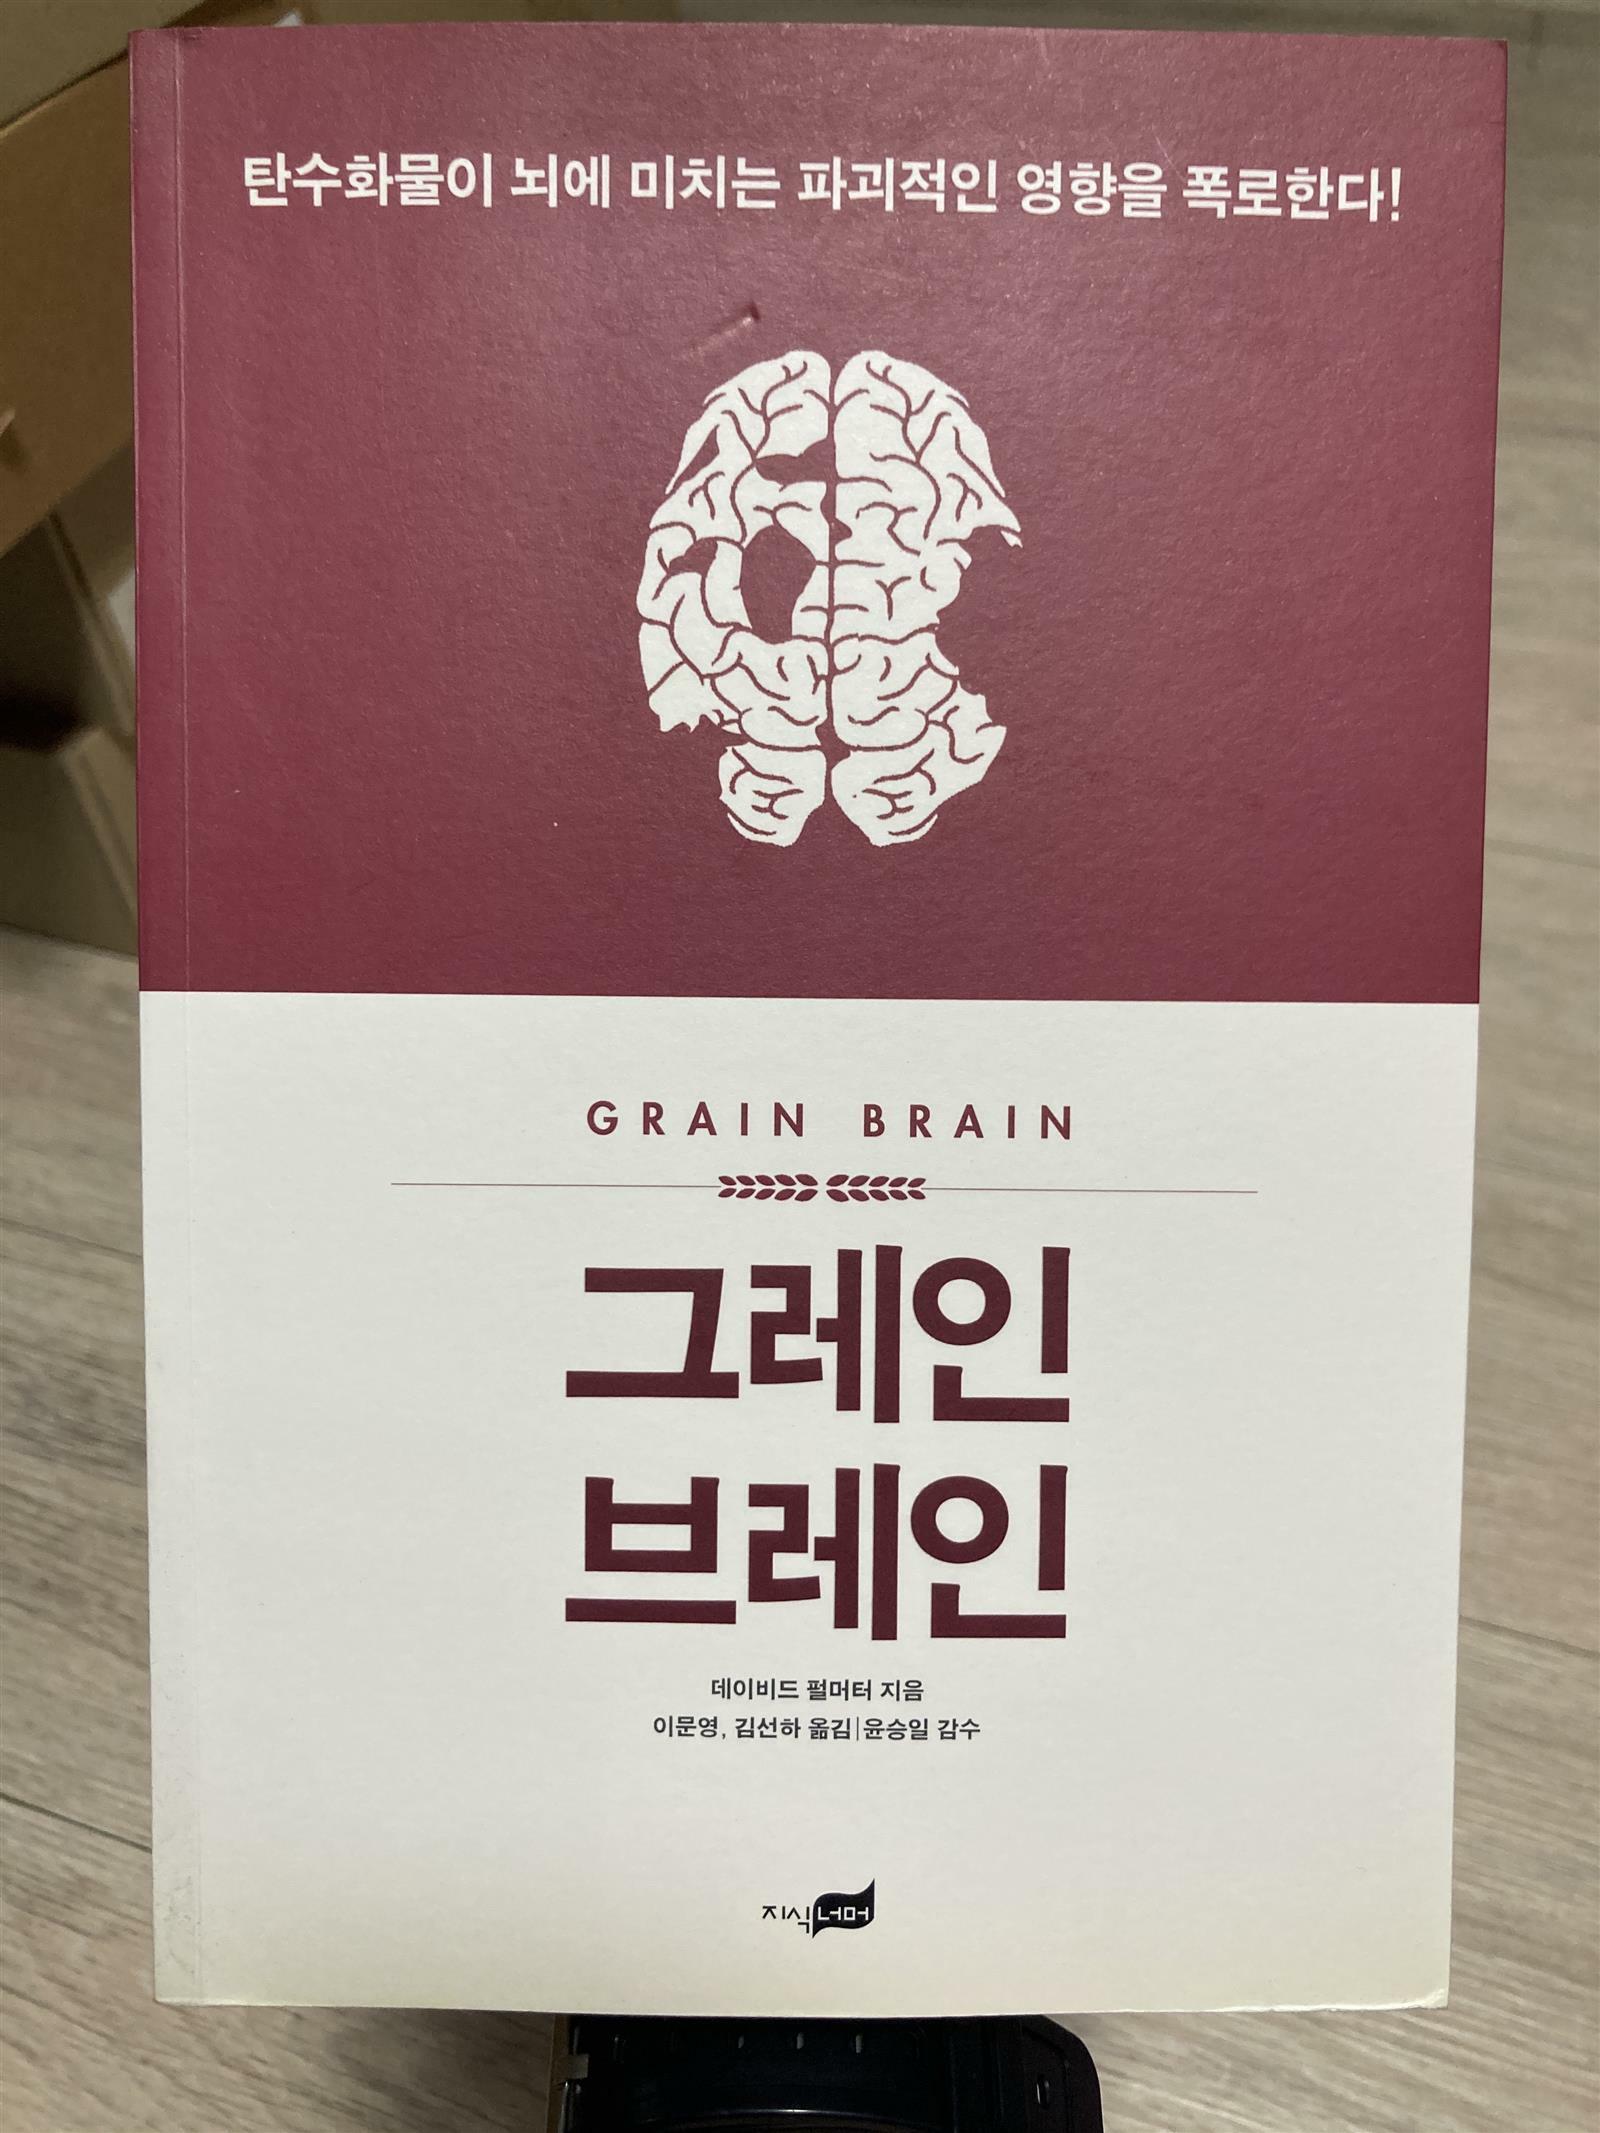 탄수화물이 뇌에 미치는 파괴적인 영향을 폭로한다!
GRAIN BRAIN
그레인
브레인
데이비드 펄머터 지음
이문영, 김선하 옮김|윤승일 감수
지식너머